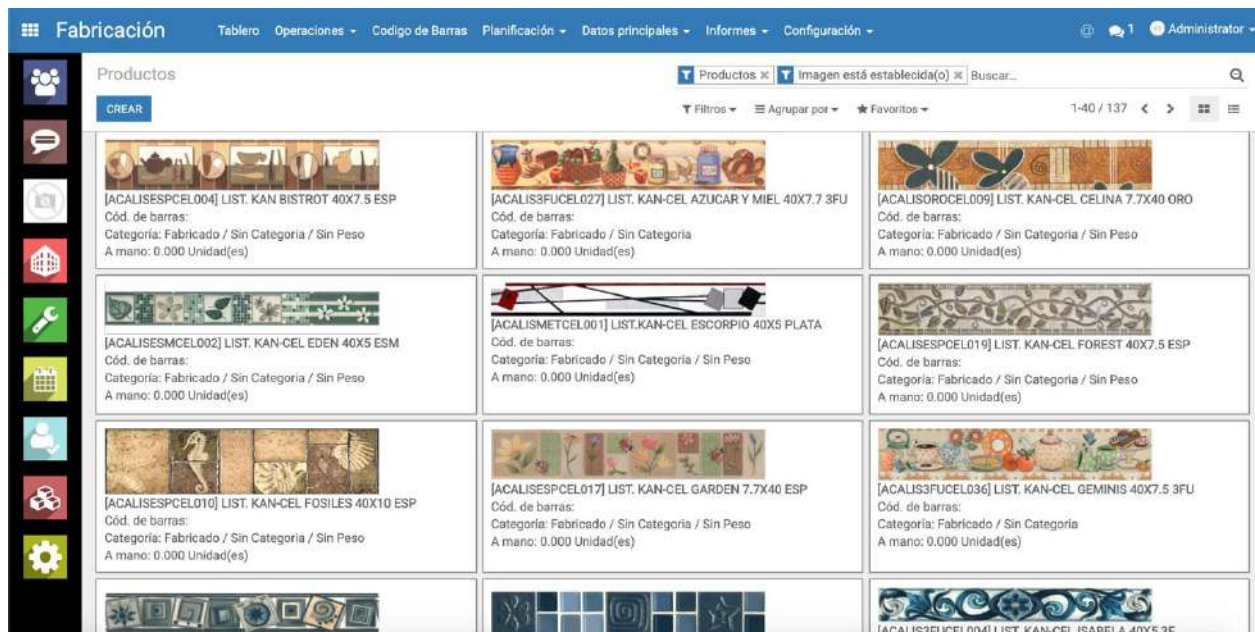 Fabricación Tablero Operaciones Codigo de Barras Planificación Datos principales Informes Configuración @ 1 Administrator
Productos
Productos Imagen está establecida(o) Buscar...
CREAR
Filtros Agrupar por Favoritos 1-40 / 137
[ACALISESPCEL004] LIST. KAN BISTROT 40X7.5 ESP
Cód. de barras:
Categoría: Fabricado / Sin Categoria / Sin Peso
A mano: 0.000 Unidad(es)
[ACALIS3FUCEL027] LIST. KAN-CEL AZUCAR Y MIEL 40X7.7 3FU
Cód. de barras:
Categoría: Fabricado / Sin Categoria
A mano: 0.000 Unidad(es)
[ACALISOROCEL009] LIST. KAN-CEL CELINA 7.7X40 ORO
Cód. de barras:
Categoría: Fabricado / Sin Categoria / Sin Peso
A mano: 0.000 Unidad(es)
[ACALISESMCEL002] LIST. KAN-CEL EDEN 40X5 ESM
Cód. de barras:
Categoría: Fabricado / Sin Categoria / Sin Peso
A mano: 0.000 Unidad(es)
[ACALISMETCEL001] LIST.KAN-CEL ESCORPIO 40X5 PLATA
Cód. de barras:
Categoría: Fabricado / Sin Categoria / Sin Peso
A mano: 0.000 Unidad(es)
[ACALISESPCEL019] LIST. KAN-CEL FOREST 40X7.5 ESP
Cód. de barras:
Categoría: Fabricado / Sin Categoria / Sin Peso
A mano: 0.000 Unidad(es)
[ACALISESPCEL010] LIST. KAN-CEL FOSILES 40X10 ESP
Cód. de barras:
Categoría: Fabricado / Sin Categoria / Sin Peso
A mano: 0.000 Unidad(es)
[ACALISESPCEL017] LIST. KAN-CEL GARDEN 7.7X40 ESP
Cód. de barras:
Categoría: Fabricado / Sin Categoria / Sin Peso
A mano: 0.000 Unidad(es)
[ACALIS3FUCEL036] LIST. KAN-CEL GEMINIS 40X7.5 3FU
Cód. de barras:
Categoría: Fabricado / Sin Categoria
A mano: 0.000 Unidad(es)
[ACALIS3FUCEL004] LIST. KAN-CEL ISABELA 40X5 3F